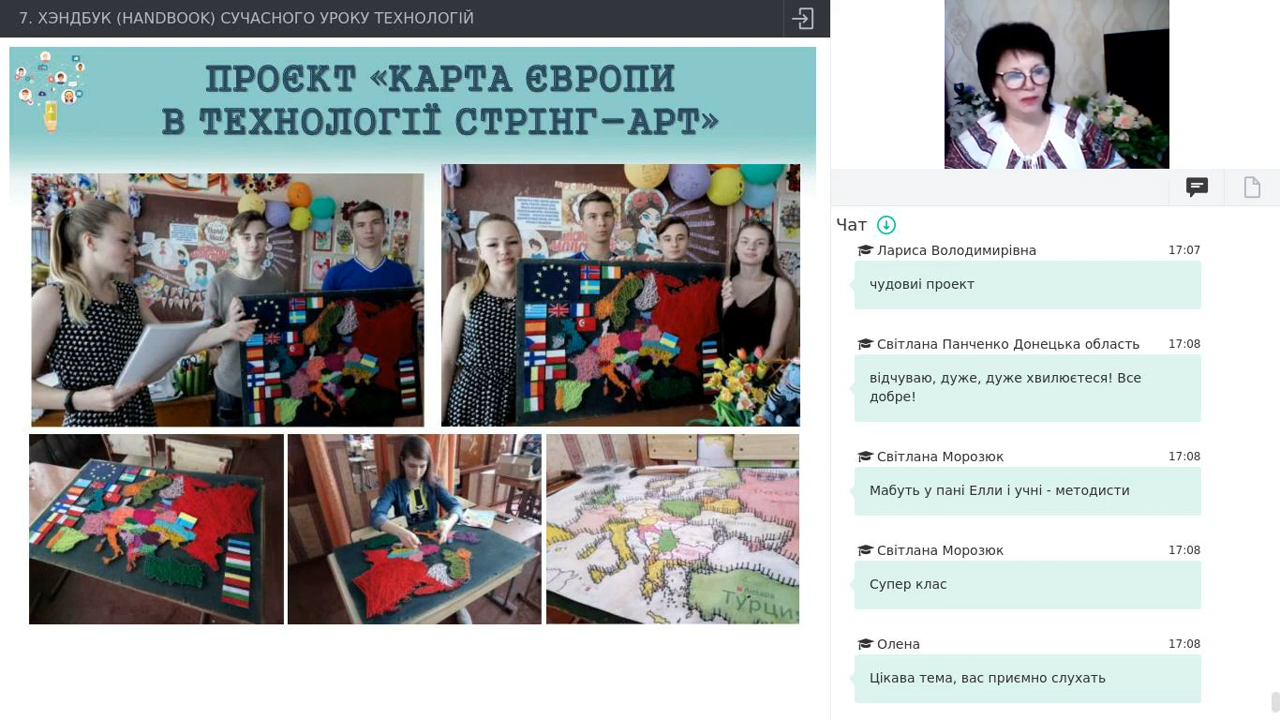 7. ХЭНДБУК (HANDBOOK) СУЧАСНОГО УРОКУ ТЕХНОЛОГІЙ
ПРОЄКТ «КАРТА ЄВРОПИ
В ТЕХНОЛОГІЇ СТРІНГ-АРТ»
Турция
Чат
Лариса Володимирівна 17:07
чудовиі проект
Світлана Панченко Донецька область 17:08
відчуваю, дуже, дуже хвилюєтеся! Все
добре!
Світлана Морозюк 17:08
Мабуть у пані Елли і учні - методисти
Світлана Морозюк 17:08
Супер клас
Олена 17:08
Цікава тема, вас приємно слухать